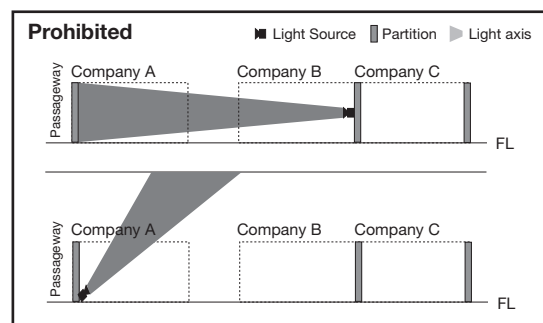 Prohibited
Light Source Partition Light axis
Passageway
Company A Company B Company C
FL
Passageway
Company A Company B Company C
FL